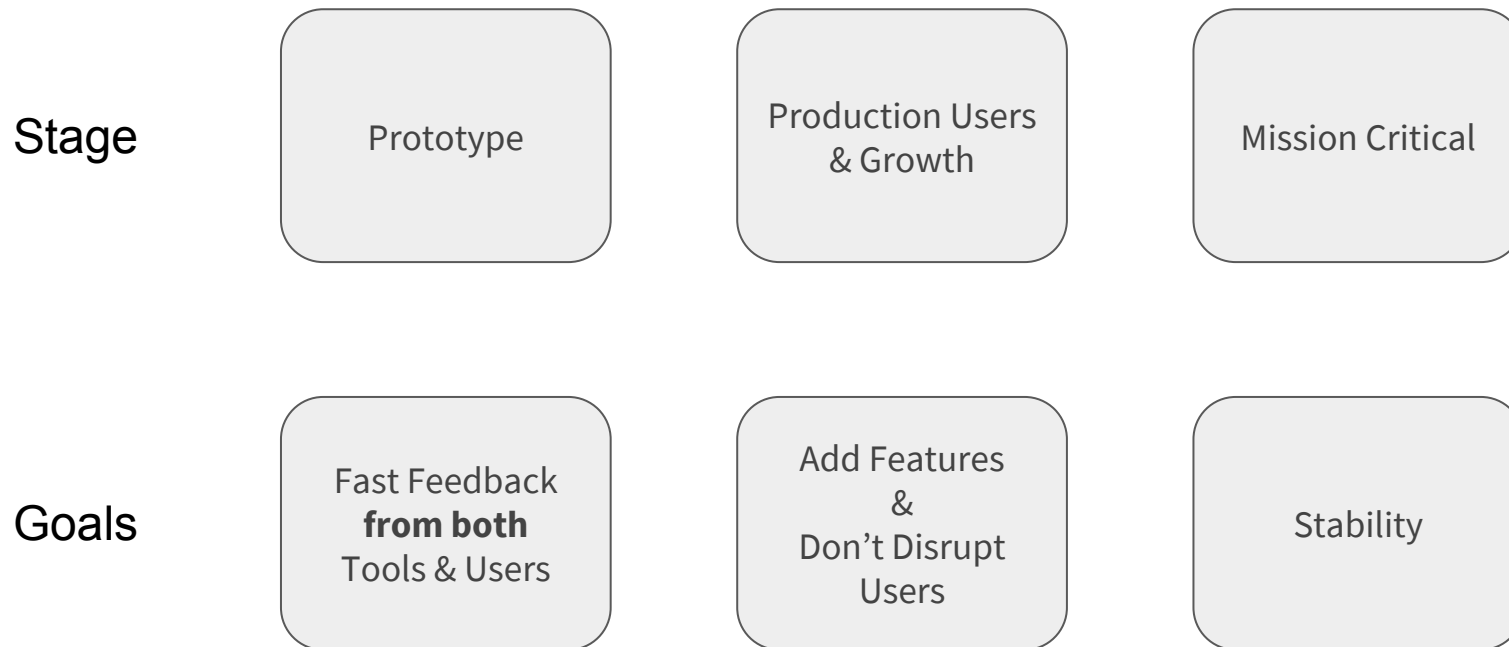 Stage
Prototype
Production Users
& Growth
Mission Critical
Goals
Fast Feedback
from both
Tools & Users
Add Features
&
Don’t Disrupt
Users
Stability